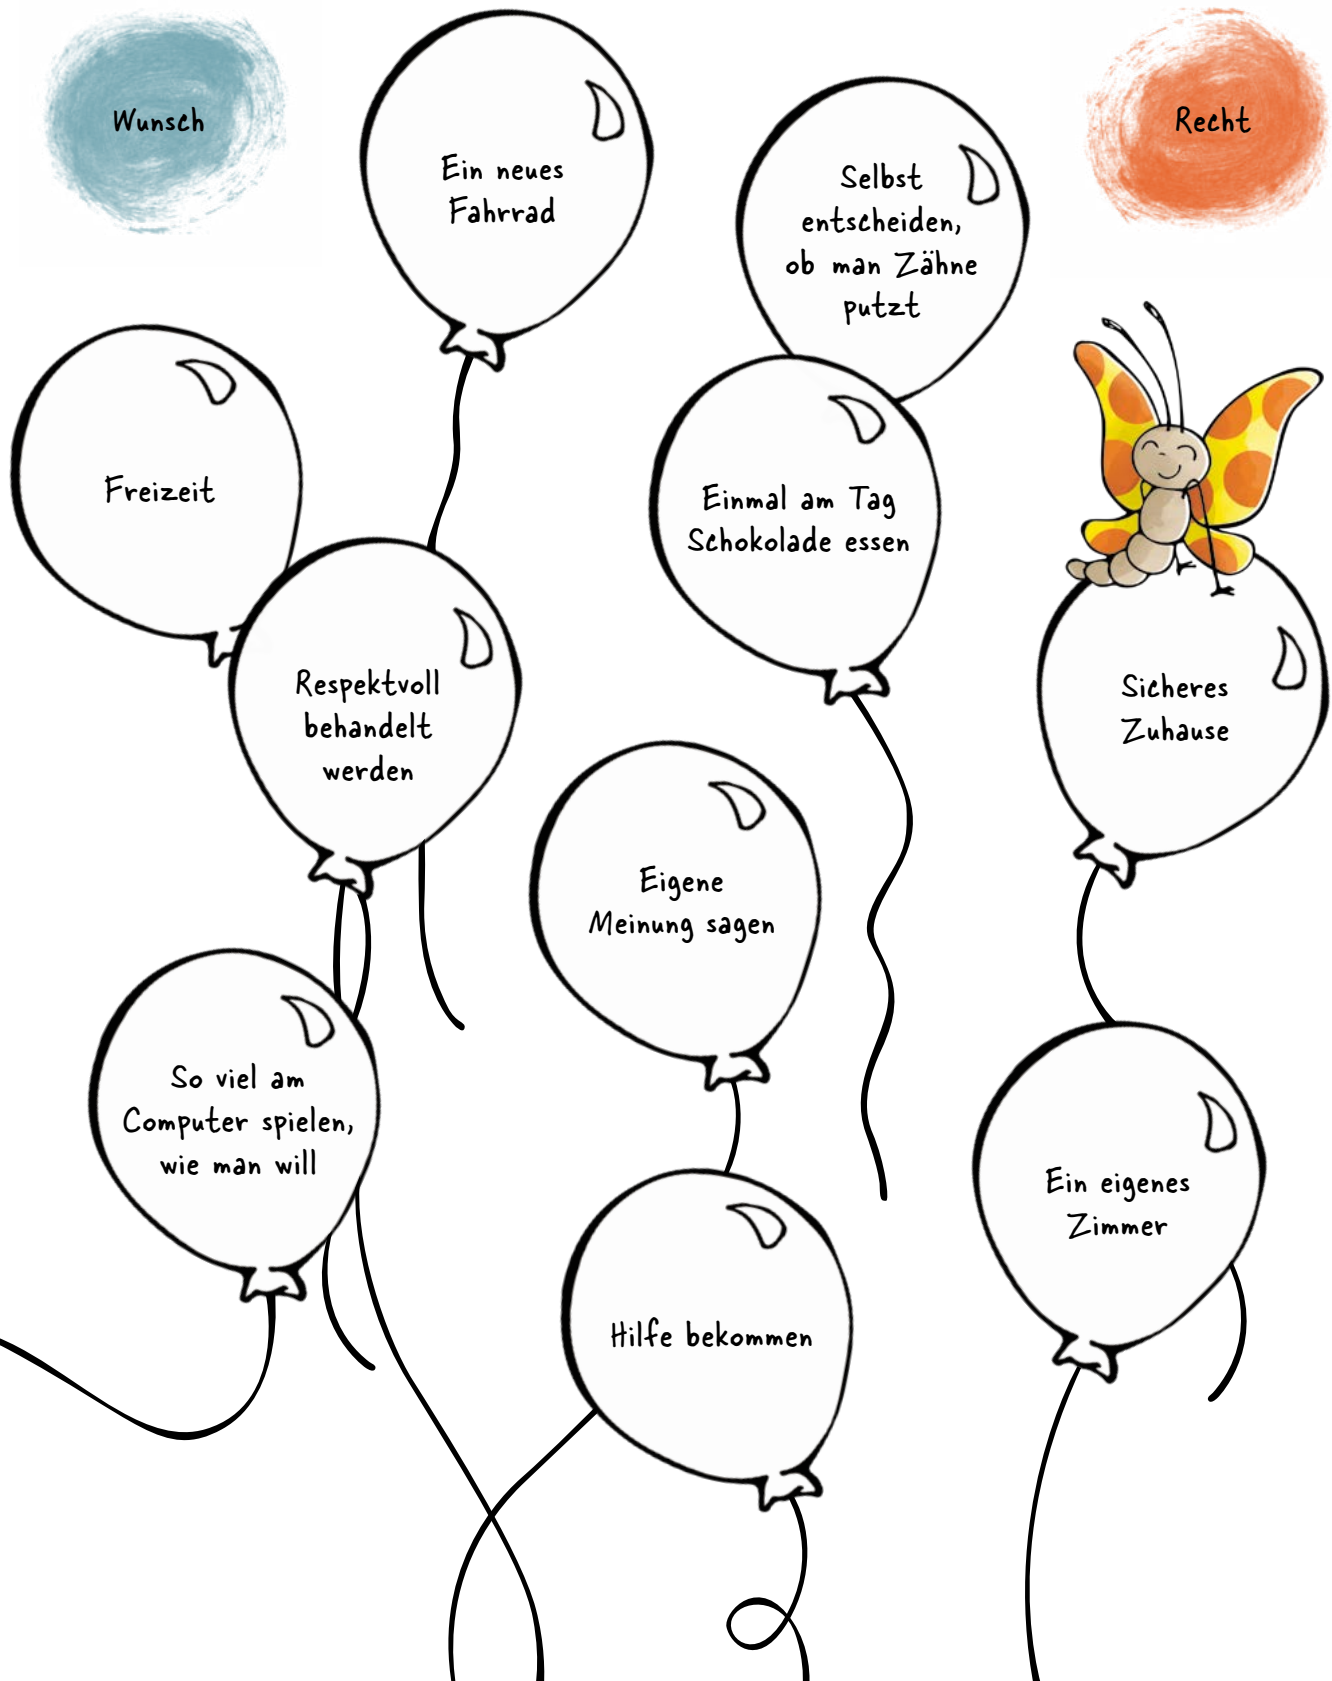 Wunsch
Recht
Ein neues
Fahrrad
Selbst
entscheiden,
ob man Zähne
putzt
Freizeit
Einmal am Tag
Schokolade essen
Respektvoll
behandelt
werden
Sicheres
Zuhause
Eigene
Meinung sagen
So viel am
Computer spielen,
wie man will
Ein eigenes
Zimmer
Hilfe bekommen